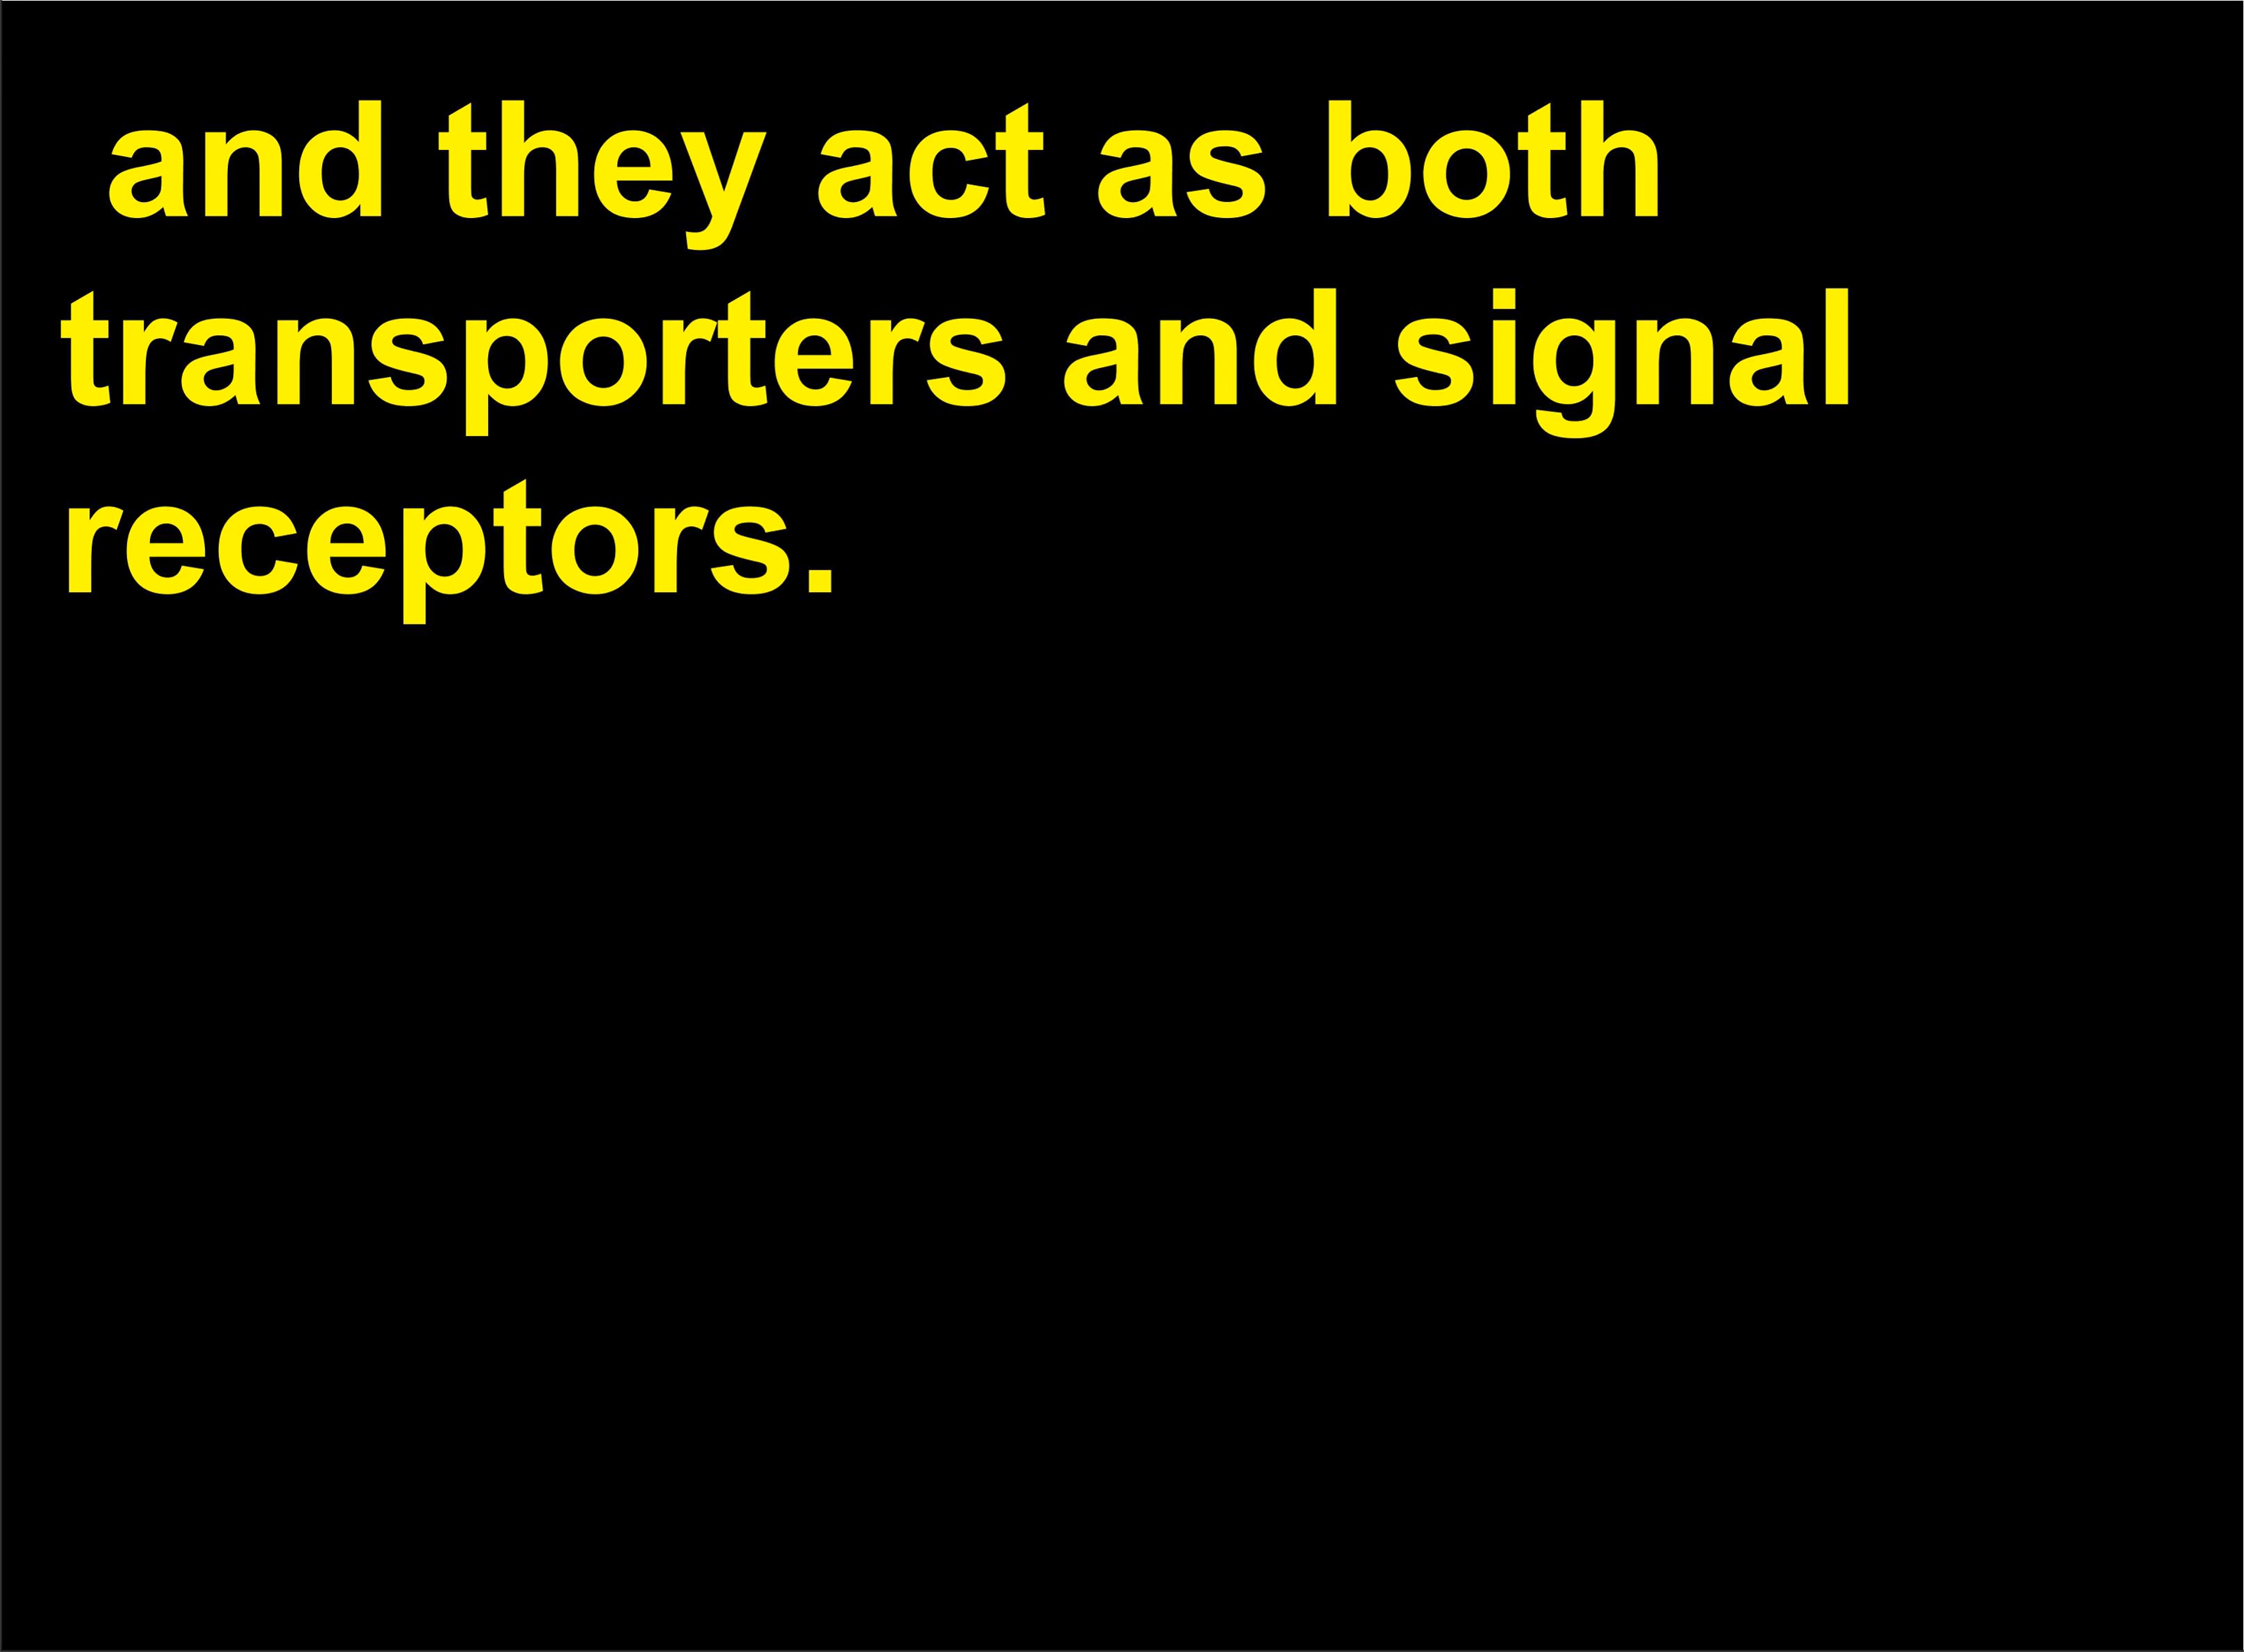 and they act as both
transporters and signal
receptors.